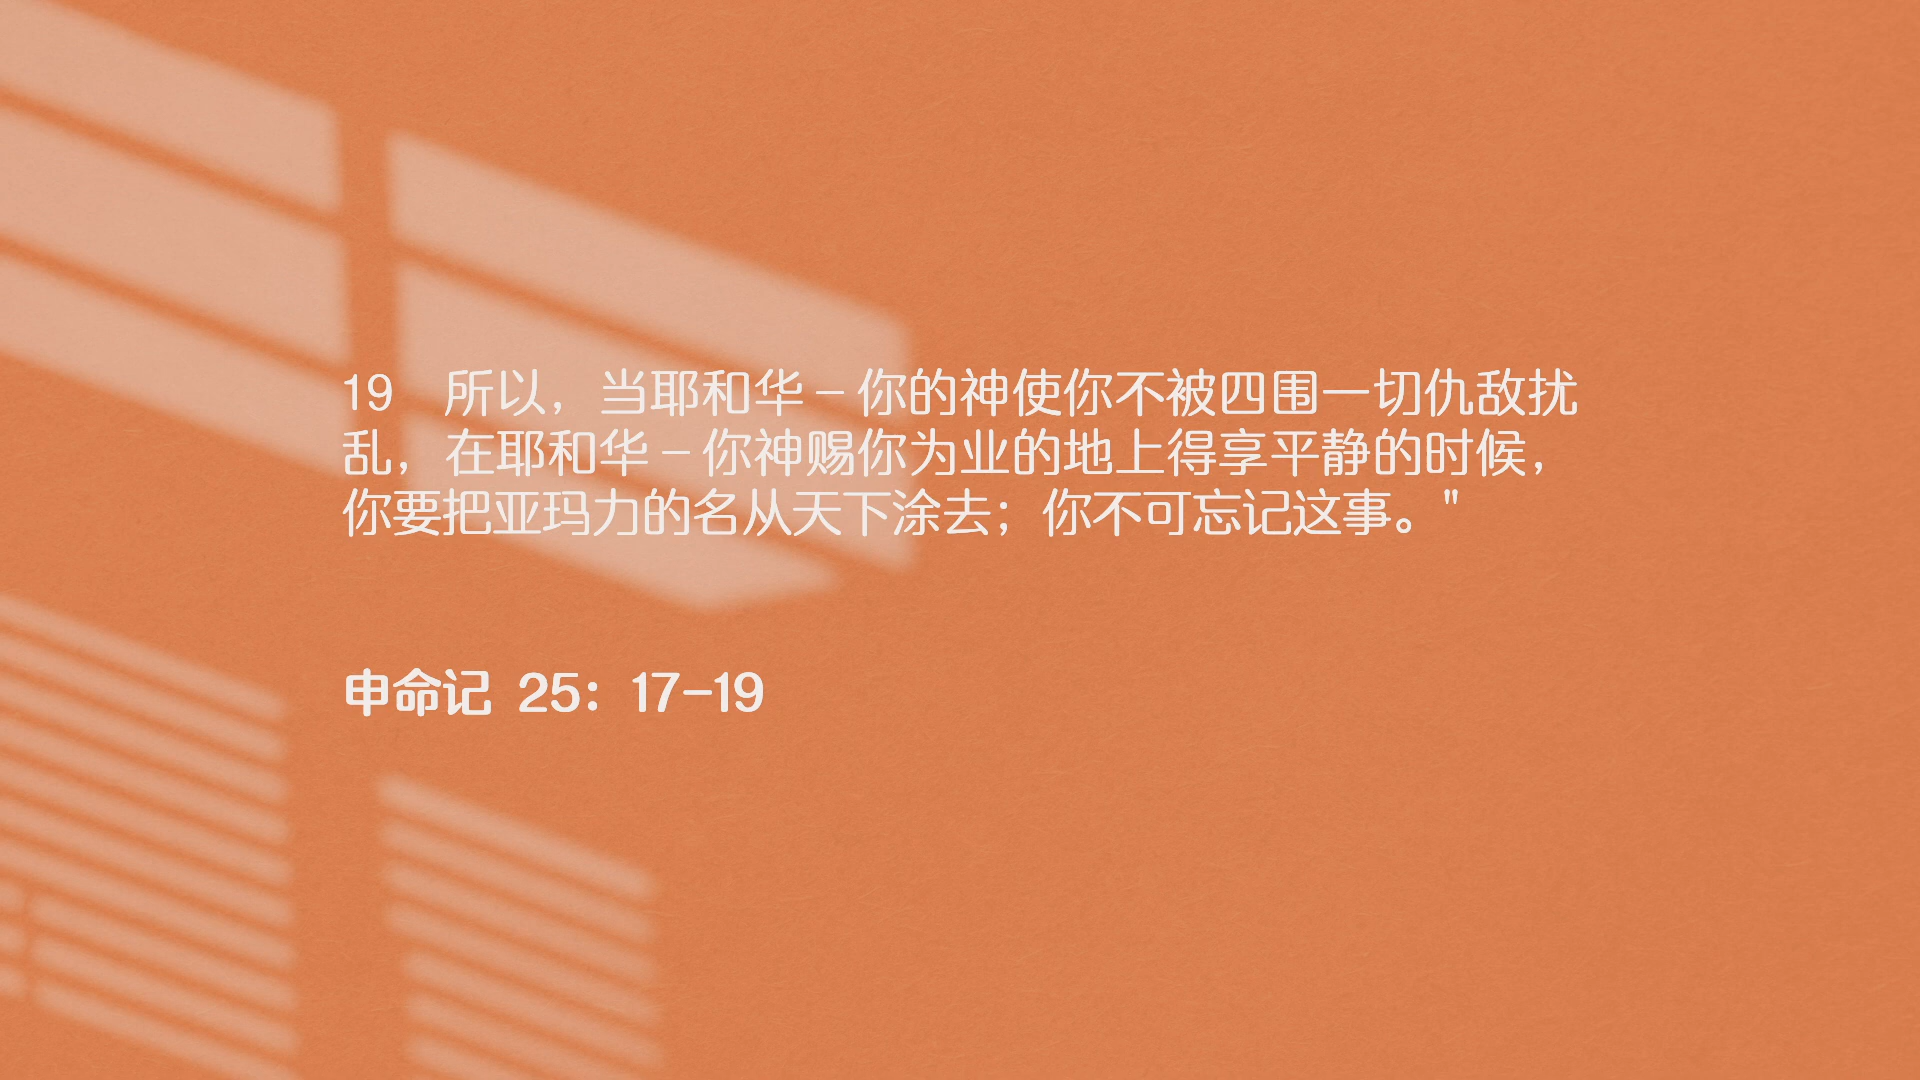 19　所以，当耶和华－你的神使你不被四围一切仇敌扰
乱，在耶和华－你神赐你为业的地上得享平静的时候，
你要把亚玛力的名从天下涂去；你不可忘记这事。"
申命记 25：17-19